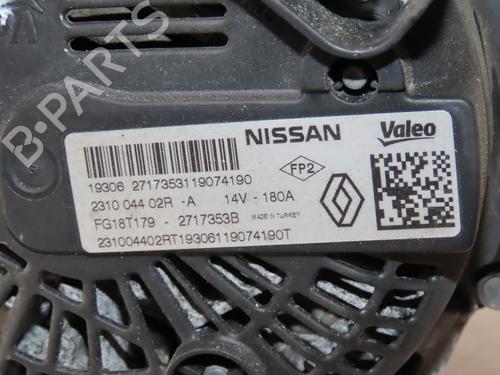 B-PARTS
NISSAN
Valeo
19306 2717353119074190
FP2
2310 044 02R -A 14V - 180A
FG18T179 - 2717353B MADE IN TURKEY
231004402RT19306119074190T